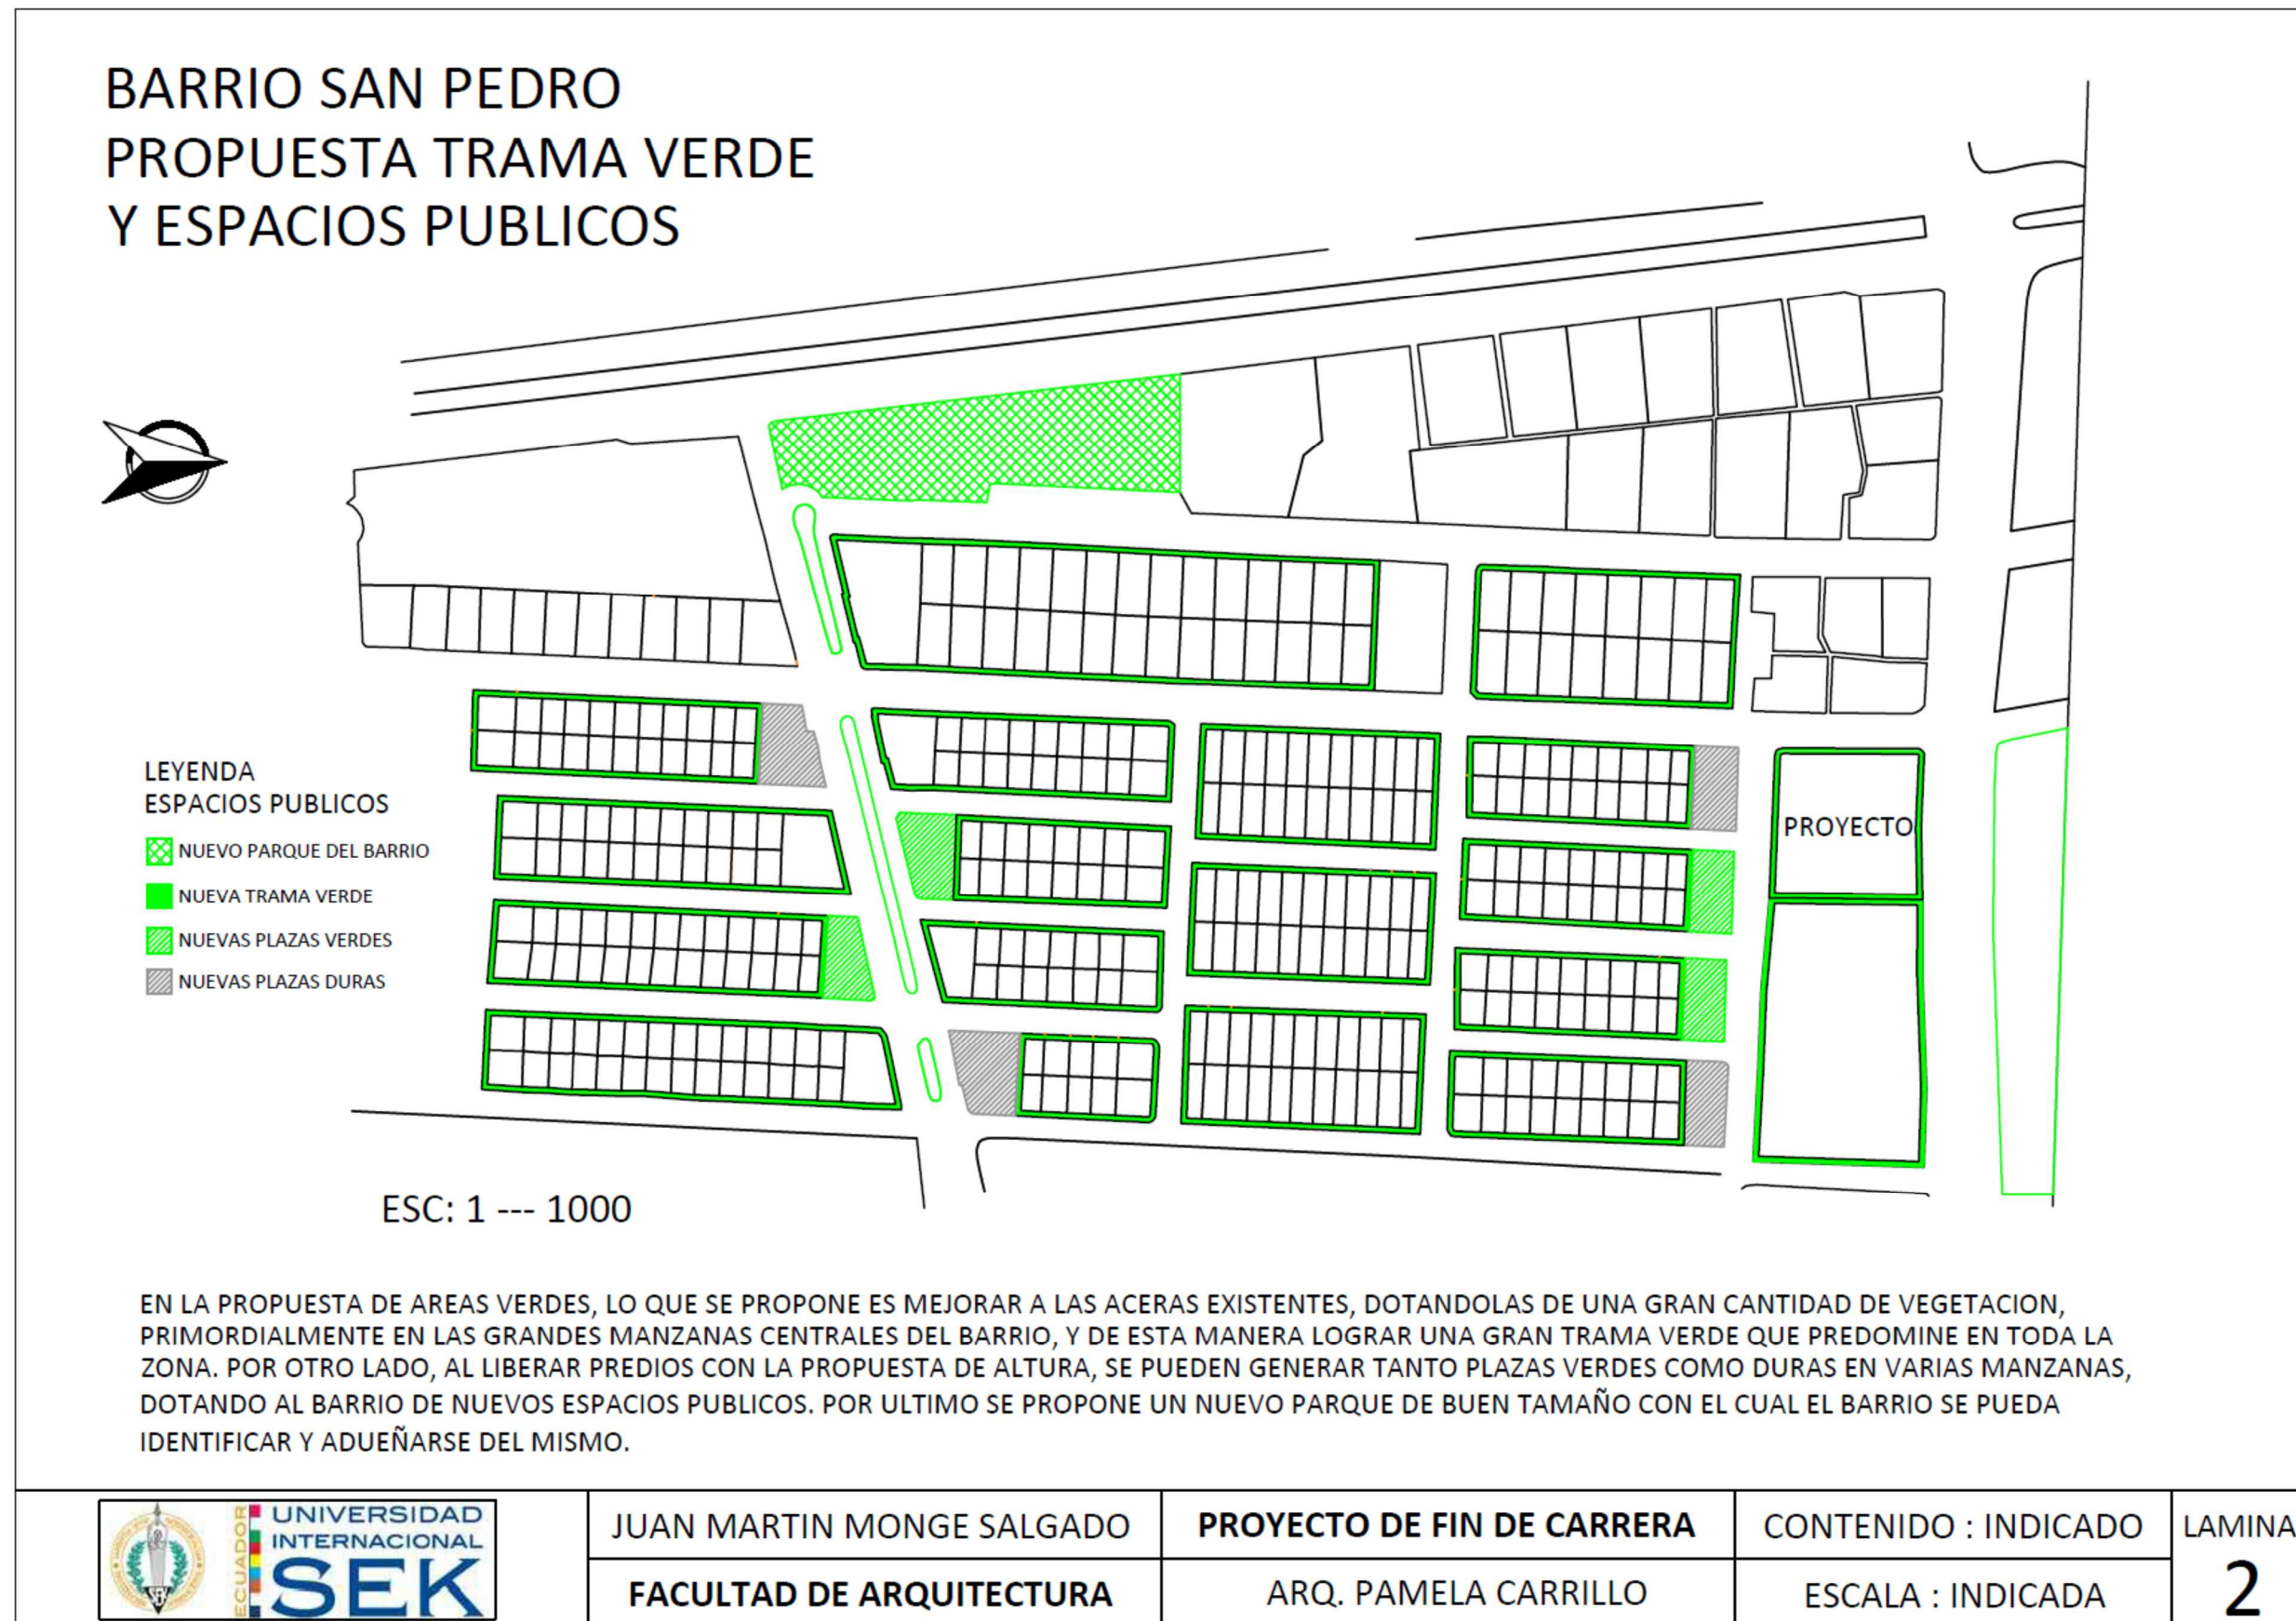 BARRIO SAN PEDRO
PROPUESTA TRAMA VERDE
Y ESPACIOS PUBLICOS
PROYECTO
LEYENDA
ESPACIOS PUBLICOS
NUEVO PARQUE DEL BARRIO
NUEVA TRAMA VERDE
NUEVAS PLAZAS VERDES
NUEVAS PLAZAS DURAS
ESC: 1 --- 1000
EN LA PROPUESTA DE AREAS VERDES, LO QUE SE PROPONE ES MEJORAR A LAS ACERAS EXISTENTES, DOTANDOLAS DE UNA GRAN CANTIDAD DE VEGETACION,
PRIMORDIALMENTE EN LAS GRANDES MANZANAS CENTRALES DEL BARRIO, Y DE ESTA MANERA LOGRAR UNA GRAN TRAMA VERDE QUE PREDOMINE EN TODA LA
ZONA. POR OTRO LADO, AL LIBERAR PREDIOS CON LA PROPUESTA DE ALTURA, SE PUEDEN GENERAR TANTO PLAZAS VERDES COMO DURAS EN VARIAS MANZANAS,
DOTANDO AL BARRIO DE NUEVOS ESPACIOS PUBLICOS. POR ULTIMO SE PROPONE UN NUEVO PARQUE DE BUEN TAMAÑO CON EL CUAL EL BARRIO SE PUEDA
IDENTIFICAR Y ADUEÑARSE DEL MISMO.
ECUADOR
UNIVERSIDAD
INTERNACIONAL
SEK
JUAN MARTIN MONGE SALGADO
FACULTAD DE ARQUITECTURA
PROYECTO DE FIN DE CARRERA
ARQ. PAMELA CARRILLO
CONTENIDO : INDICADO
ESCALA : INDICADA
LAMINA
2